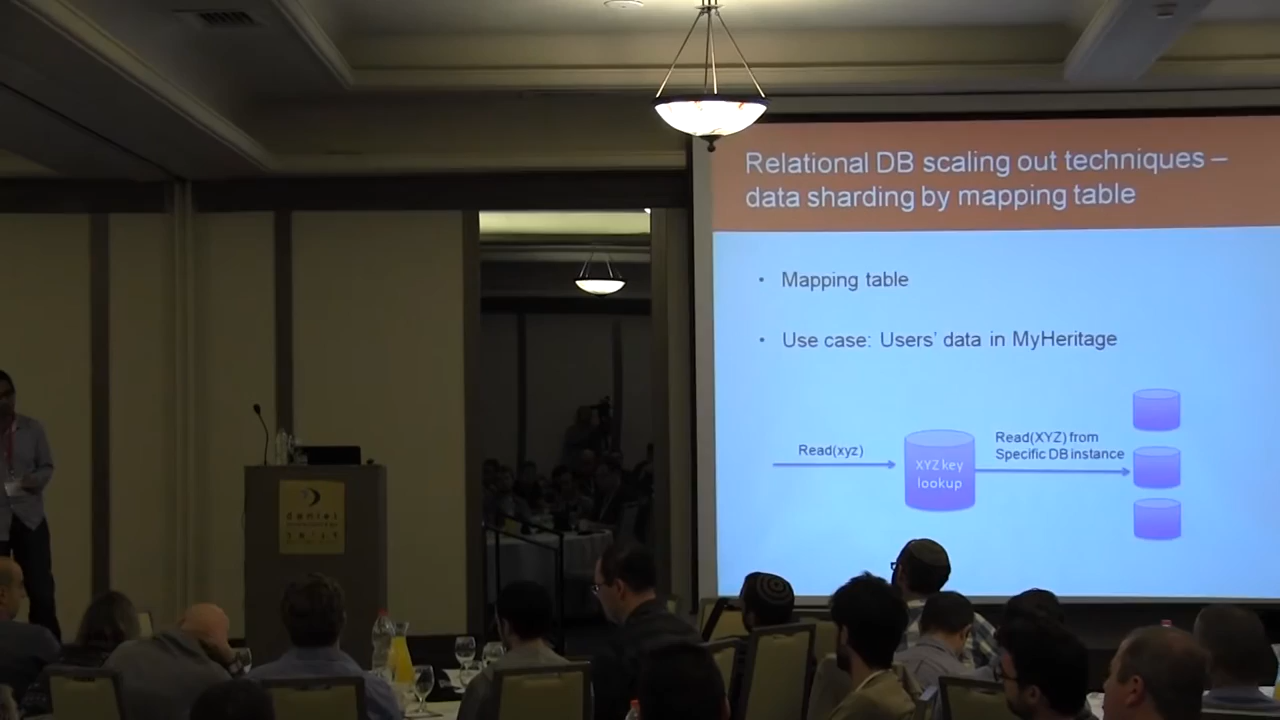 Relational DB scaling out techniques –
data sharding by mapping table
• Mapping table
• Use case: Users' data in MyHeritage
Read(xyz)
XYZ key
lookup
Read(XYZ) from
Specific DB instance
daniel